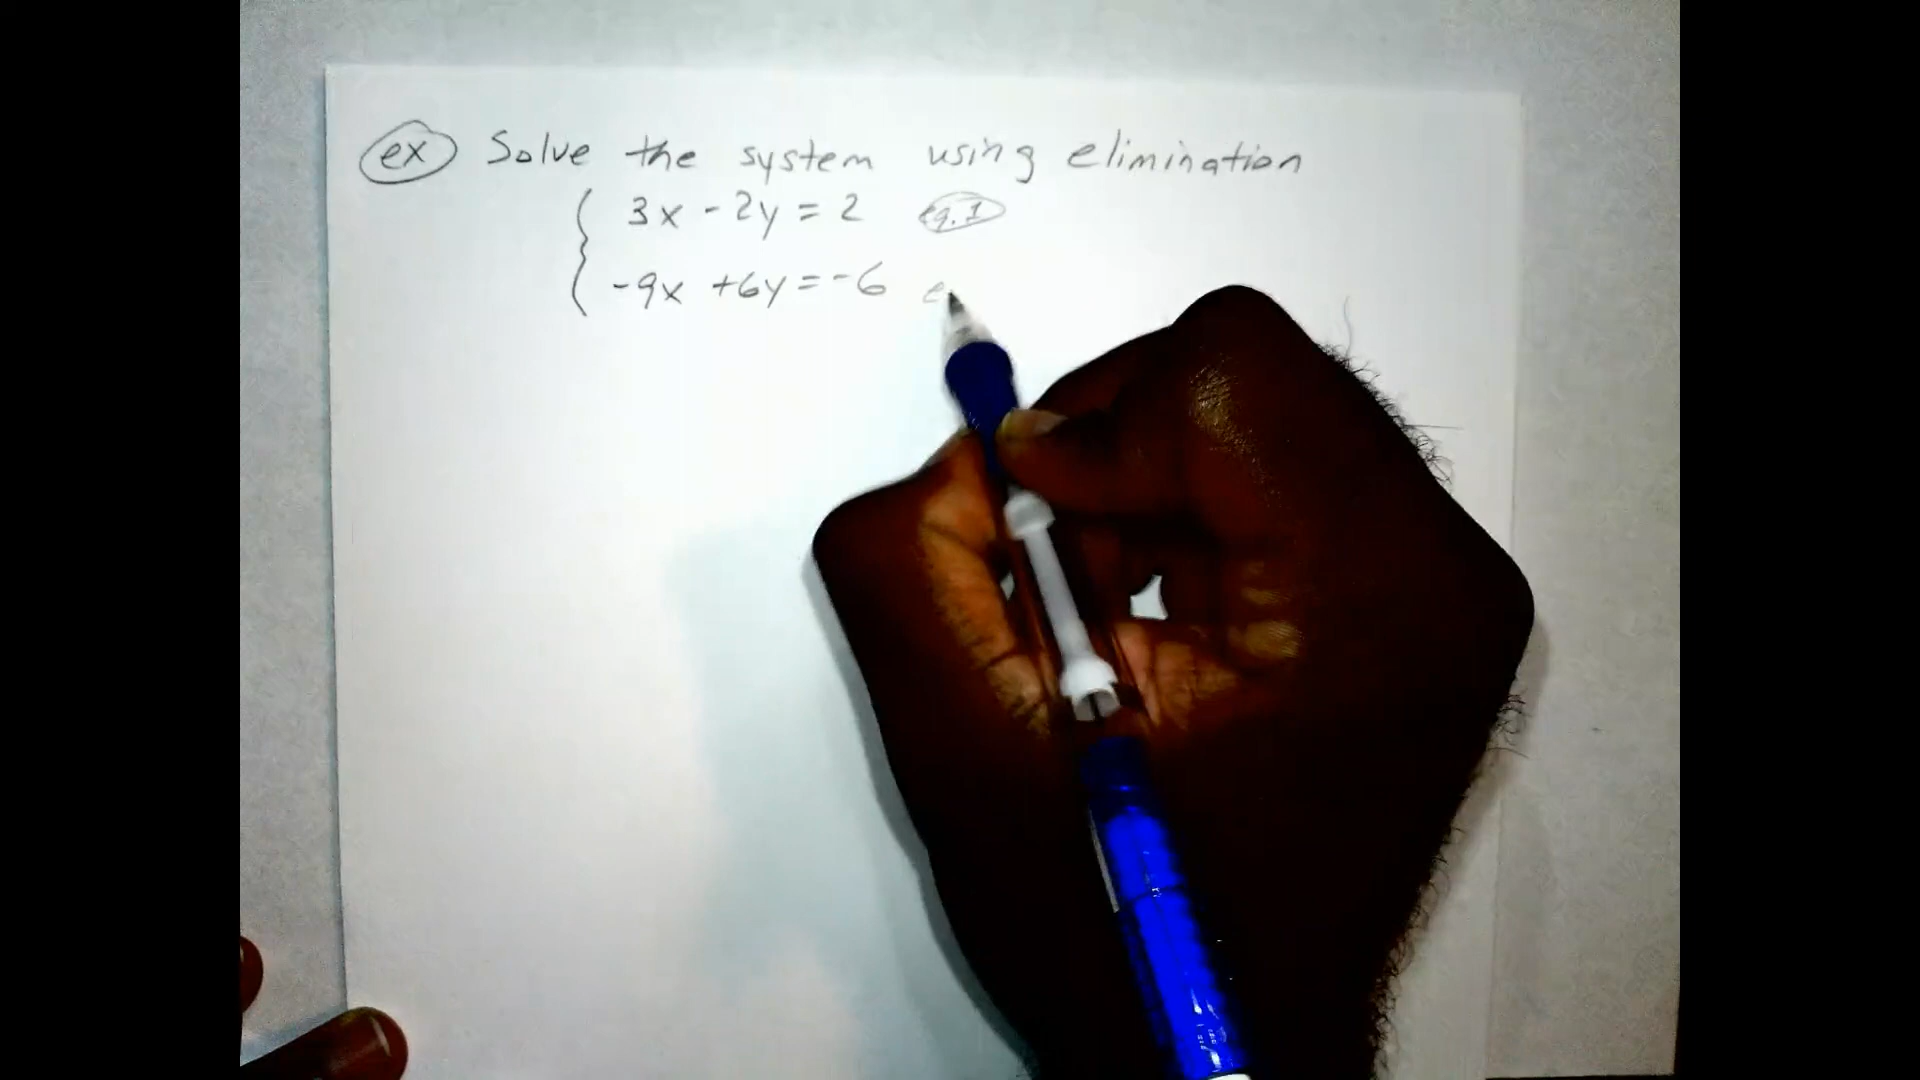 ex Solve the system using elimination
3x - 2y = 2 eq. 1
-9x + 6y = -6 e